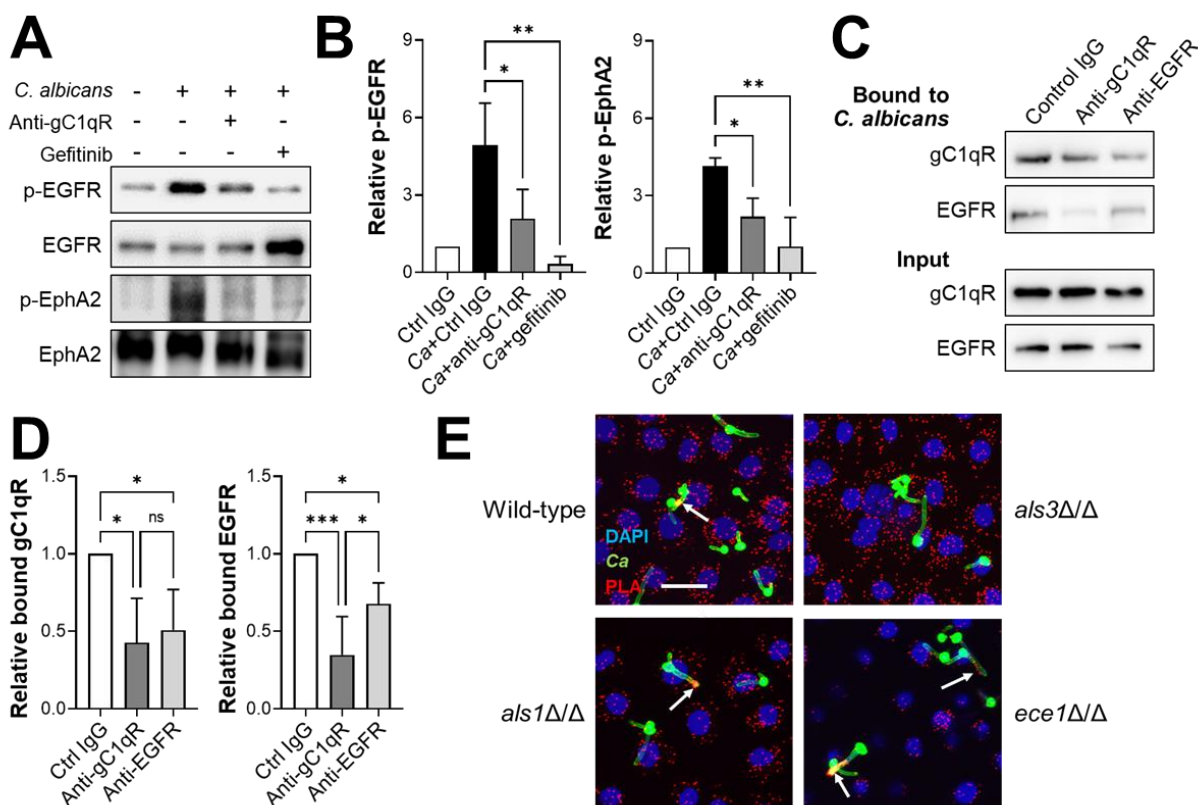 A
C. albicans - + + +
Anti-gC1qR - - + -
Gefitinib - - - +
p-EGFR
EGFR
p-EphA2
EphA2
B
Relative p-EGFR
9
6
3
0
**
*
Ctrl IgG
Ca+Ctrl IgG
Ca+anti-gC1qR
Ca+gefitinib
Relative p-EphA2
9
6
3
0
**
*
Ctrl IgG
Ca+Ctrl IgG
Ca+anti-gC1qR
Ca+gefitinib
C
Control IgG
Anti-gC1qR
Anti-EGFR
Bound to
C. albicans
gC1qR
EGFR
Input
gC1qR
EGFR
D
Relative bound gC1qR
1.5
1.0
0.5
0.0
*
* ns
Ctrl IgG
Anti-gC1qR
Anti-EGFR
Relative bound EGFR
1.5
1.0
0.5
0.0
*
*** *
Ctrl IgG
Anti-gC1qR
Anti-EGFR
E
Wild-type
DAPI
Ca
PLA
als3Δ/Δ
als1Δ/Δ
ece1Δ/Δ